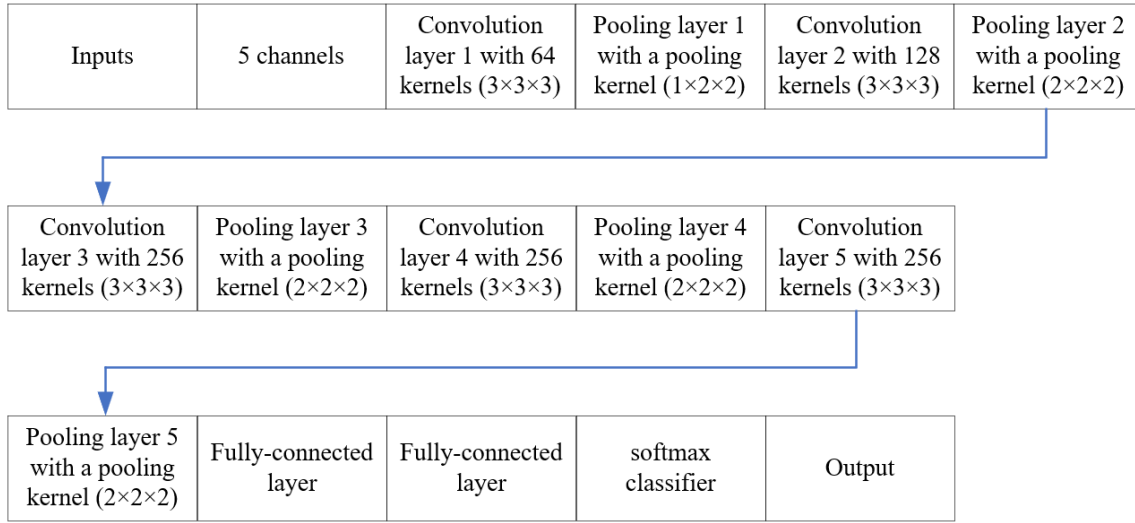 Inputs
5 channels
Convolution
layer 1 with 64
kernels (3×3×3)
Pooling layer 1
with a pooling
kernel (1×2×2)
Convolution
layer 2 with 128
kernels (3×3×3)
Pooling layer 2
with a pooling
kernel (2×2×2)
Convolution
layer 3 with 256
kernels (3×3×3)
Pooling layer 3
with a pooling
kernel (2×2×2)
Convolution
layer 4 with 256
kernels (3×3×3)
Pooling layer 4
with a pooling
kernel (2×2×2)
Convolution
layer 5 with 256
kernels (3×3×3)
Pooling layer 5
with a pooling
kernel (2×2×2)
Fully-connected
layer
Fully-connected
layer
softmax
classifier
Output